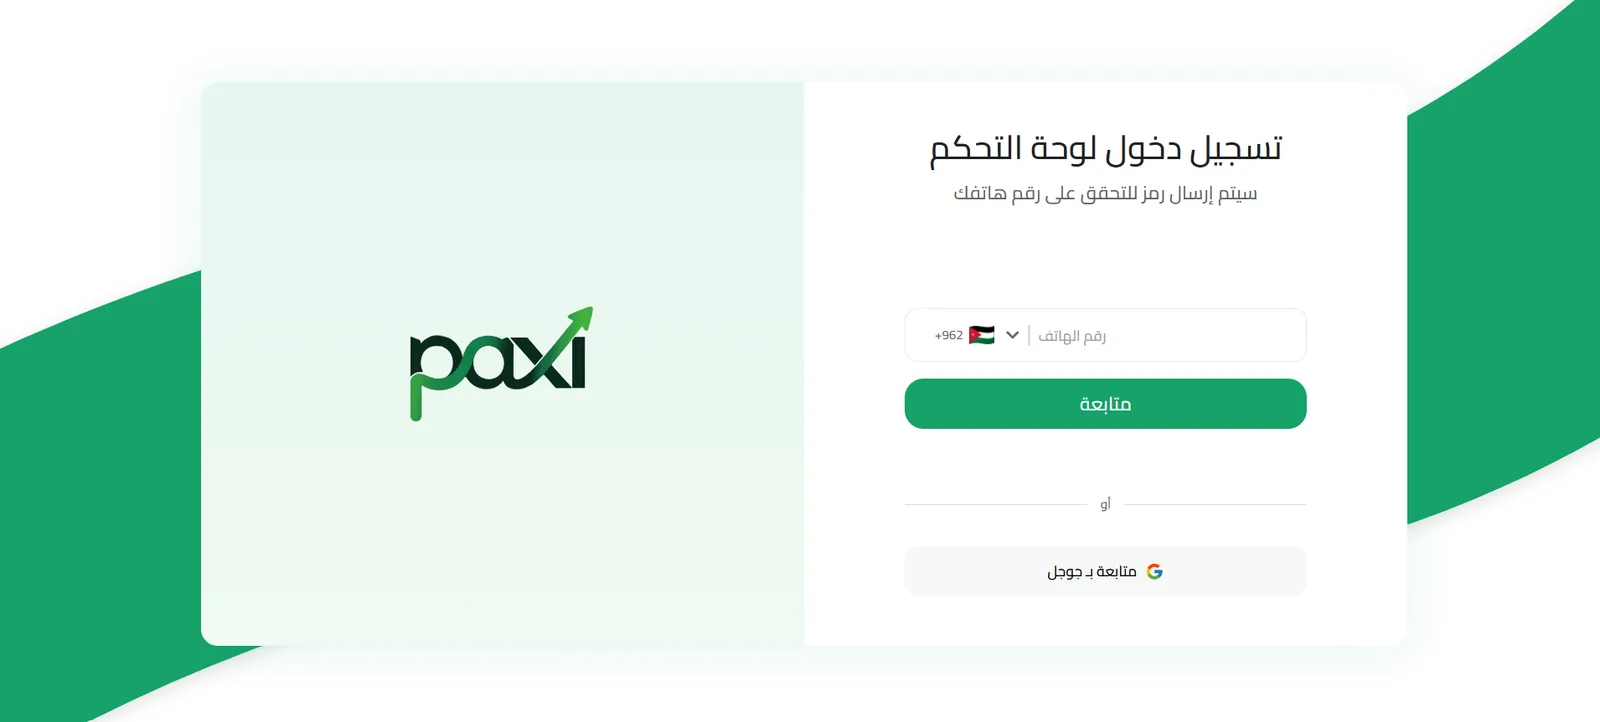 تسجيل دخول لوحة التحكم
سيتم إرسال رمز للتحقق على رقم هاتفك
+962 رقم الهاتف
متابعة
أو
متابعة بـ جوجل
paxi